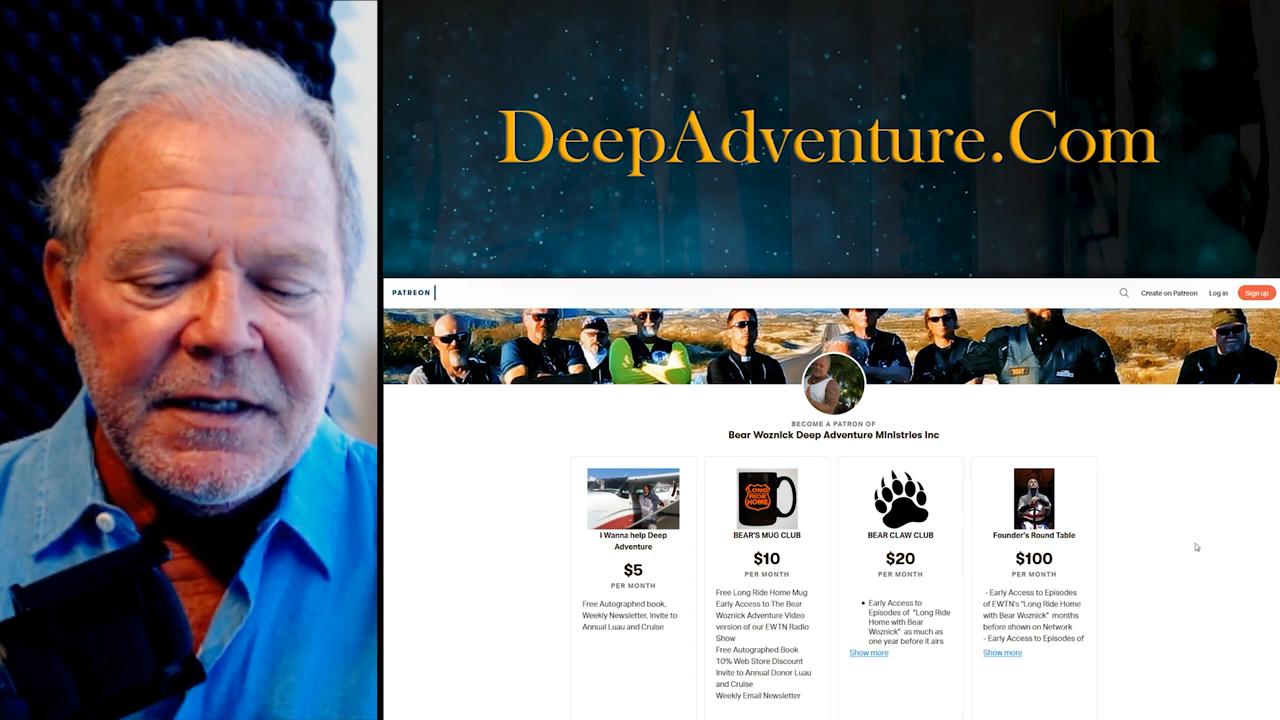 DeepAdventure.Com
PATREON
Create on Patreon
Log in
Sign up
BECOME A PATRON OF
Bear Woznick Deep Adventure Ministries Inc
I Wanna help Deep
Adventure
$5
PER MONTH
Free Autographed book,
Weekly Newsletter, Invite to
Annual Luau and Cruise
LONG
RIDE
HOME
BEAR'S MUG CLUB
$10
PER MONTH
Free Long Ride Home Mug
Early Access to The Bear
Woznick Adventure Video
version of our EWTN Radio
Show
Free Autographed Book
10% Web Store Discount
Invite to Annual Donor Luau
and Cruise
Weekly Email Newsletter
BEAR CLAW CLUB
$20
PER MONTH
• Early Access to
Episodes of "Long Ride
Home with Bear
Woznick" as much as
one year before it airs
Show more
Founder's Round Table
$100
PER MONTH
- Early Access to Episodes
of EWTN's "Long Ride Home
with Bear Woznick" months
before shown on Network
- Early Access to Episodes of
Show more